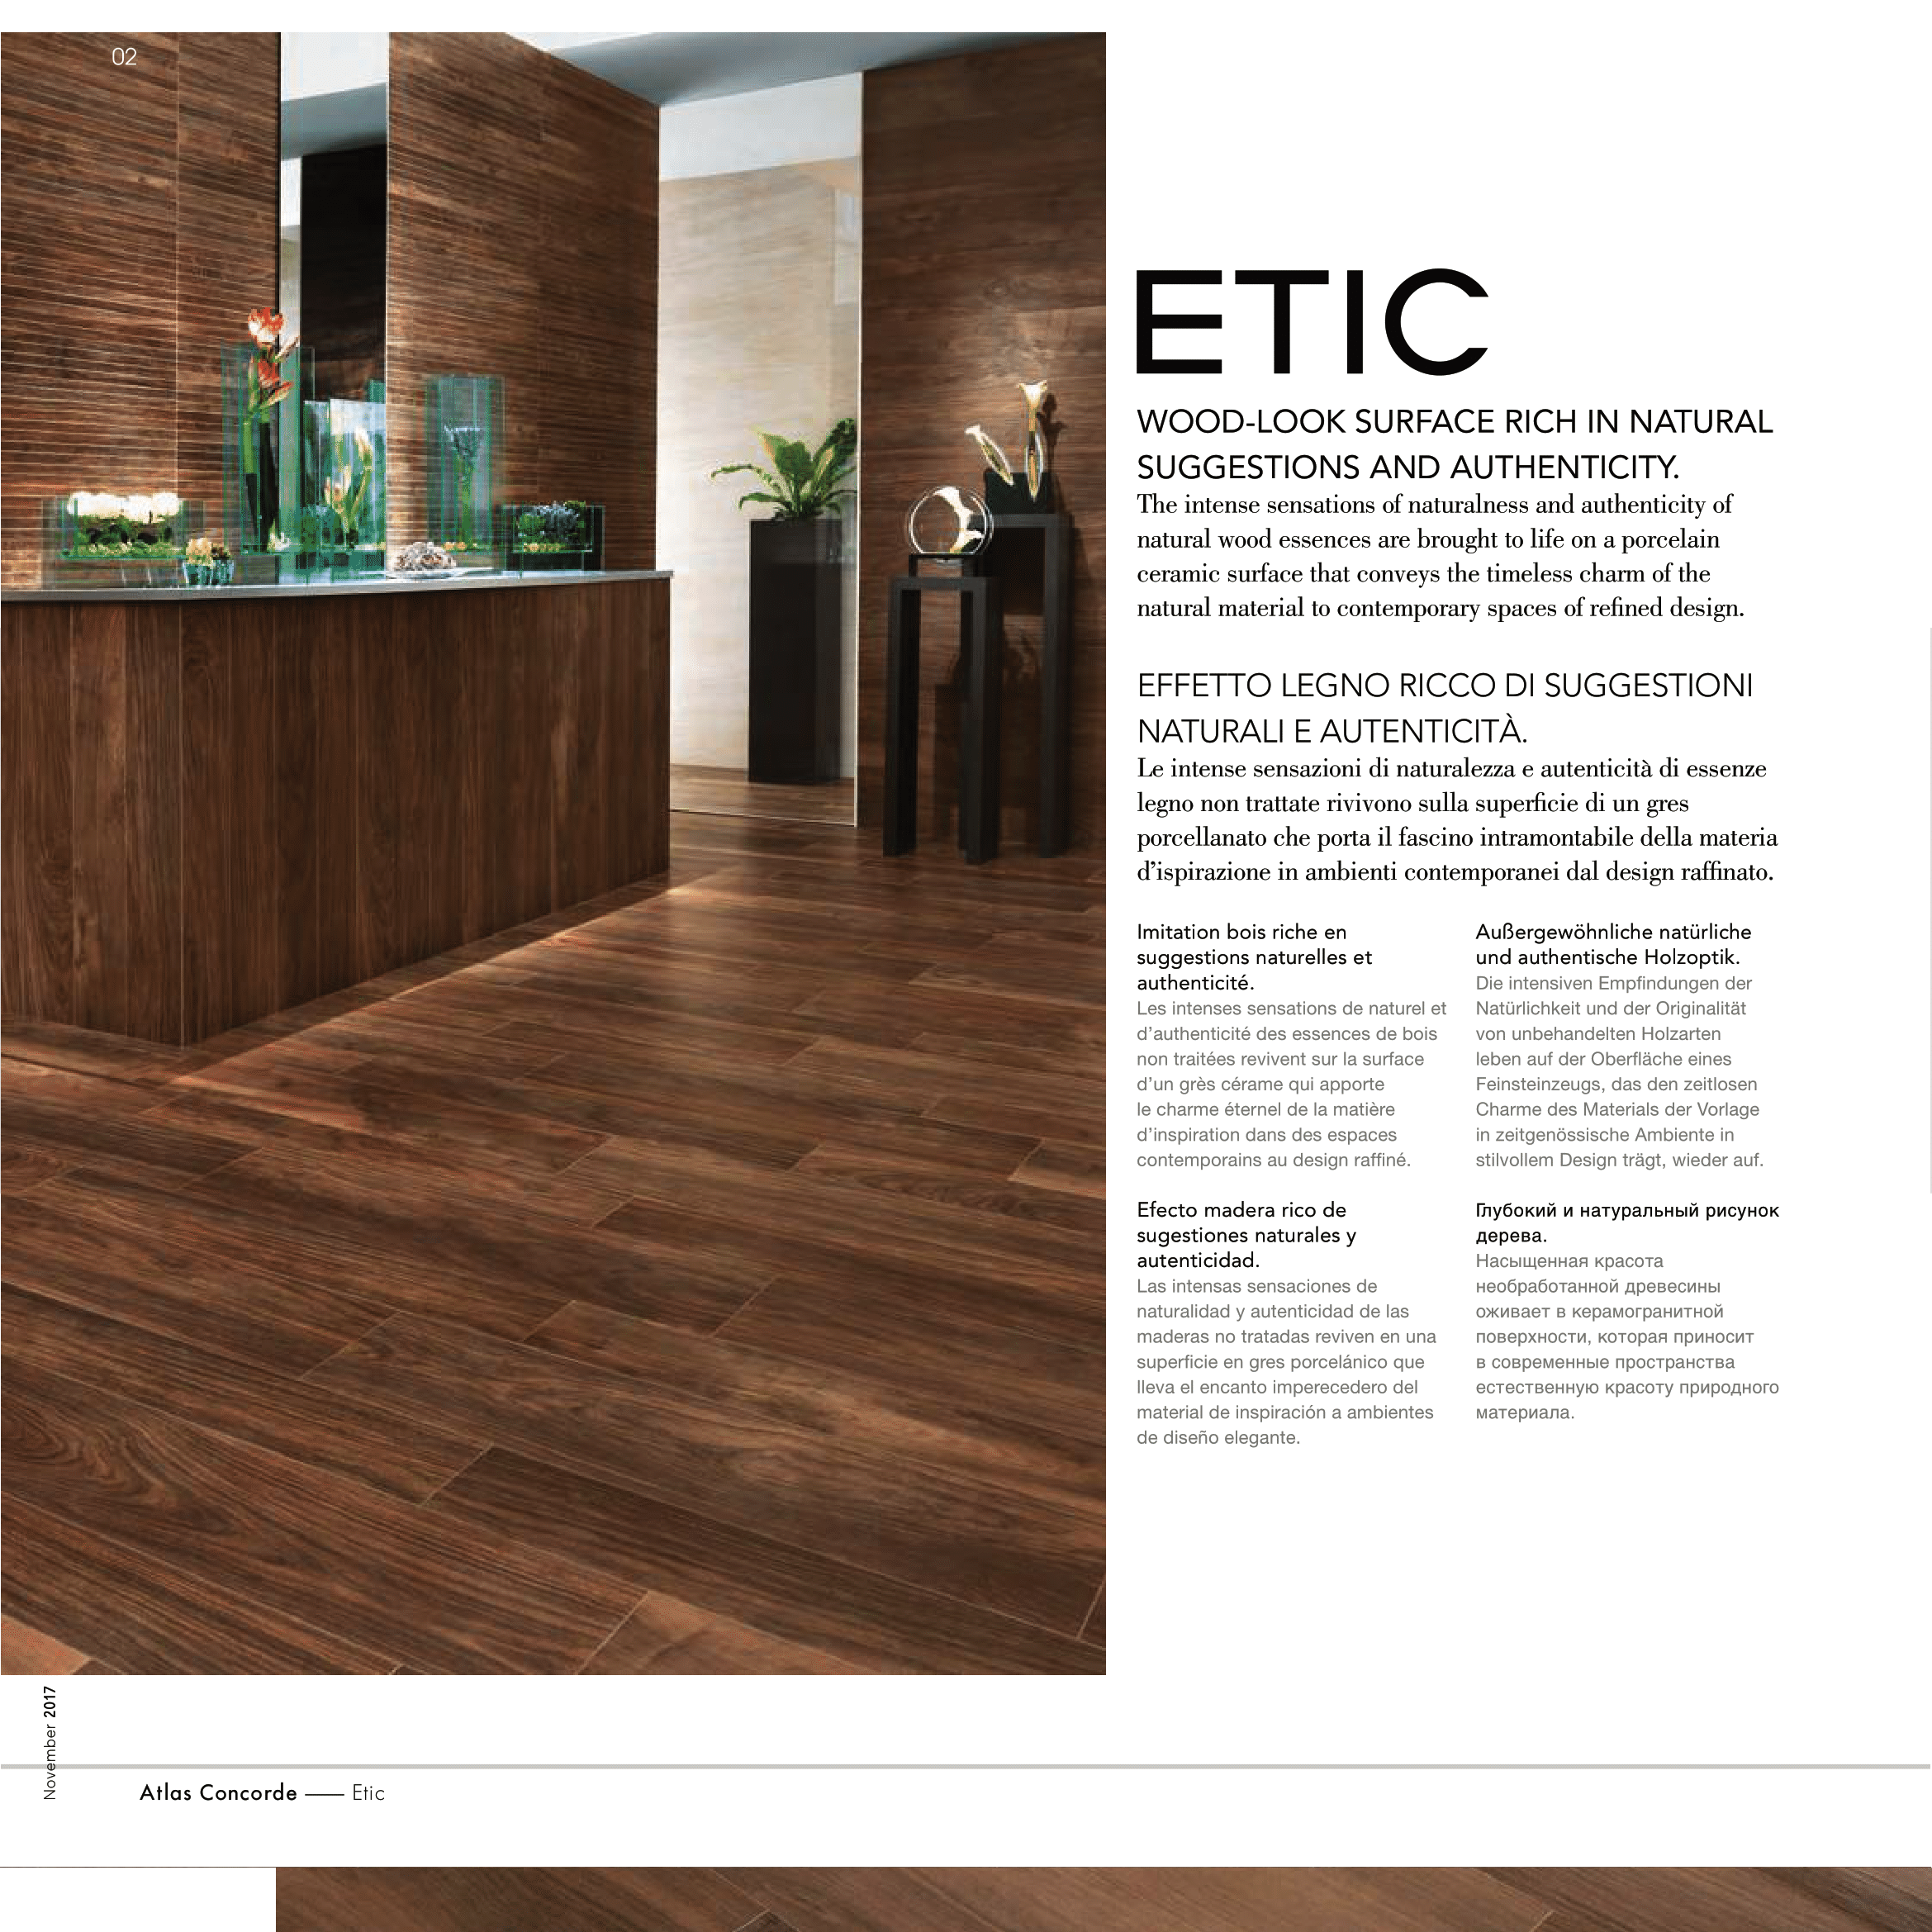 02
ETIC
WOOD-LOOK SURFACE RICH IN NATURAL
SUGGESTIONS AND AUTHENTICITY.
The intense sensations of naturalness and authenticity of
natural wood essences are brought to life on a porcelain
ceramic surface that conveys the timeless charm of the
natural material to contemporary spaces of refined design.
EFFETTO LEGNO RICCO DI SUGGESTIONI
NATURALI E AUTENTICITÀ.
Le intense sensazioni di naturalezza e autenticità di essenze
legno non trattate rivivono sulla superficie di un gres
porcellanato che porta il fascino intramontabile della materia
d’ispirazione in ambienti contemporanei dal design raffinato.
Imitation bois riche en
suggestions naturelles et
authenticité.
Les intenses sensations de naturel et
d’authenticité des essences de bois
non traitées revivent sur la surface
d’un grès cérame qui apporte
le charme éternel de la matière
d’inspiration dans des espaces
contemporains au design raffiné.
Außergewöhnliche natürliche
und authentische Holzoptik.
Die intensiven Empfindungen der
Natürlichkeit und der Originalität
von unbehandelten Holzarten
leben auf der Oberfläche eines
Feinsteinzeugs, das den zeitlosen
Charme des Materials der Vorlage
in zeitgenössische Ambiente in
stilvollem Design trägt, wieder auf.
Efecto madera rico de
sugestiones naturales y
autenticidad.
Las intensas sensaciones de
naturalidad y autenticidad de las
maderas no tratadas reviven en una
superficie en gres porcelánico que
lleva el encanto imperecedero del
material de inspiración a ambientes
de diseño elegante.
Глубокий и натуральный рисунок
дерева.
Насыщенная красота
необработанной древесины
оживает в керамогранитной
поверхности, которая приносит
в современные пространства
естественную красоту природного
материала.
November 2017
Atlas Concorde —— Etic